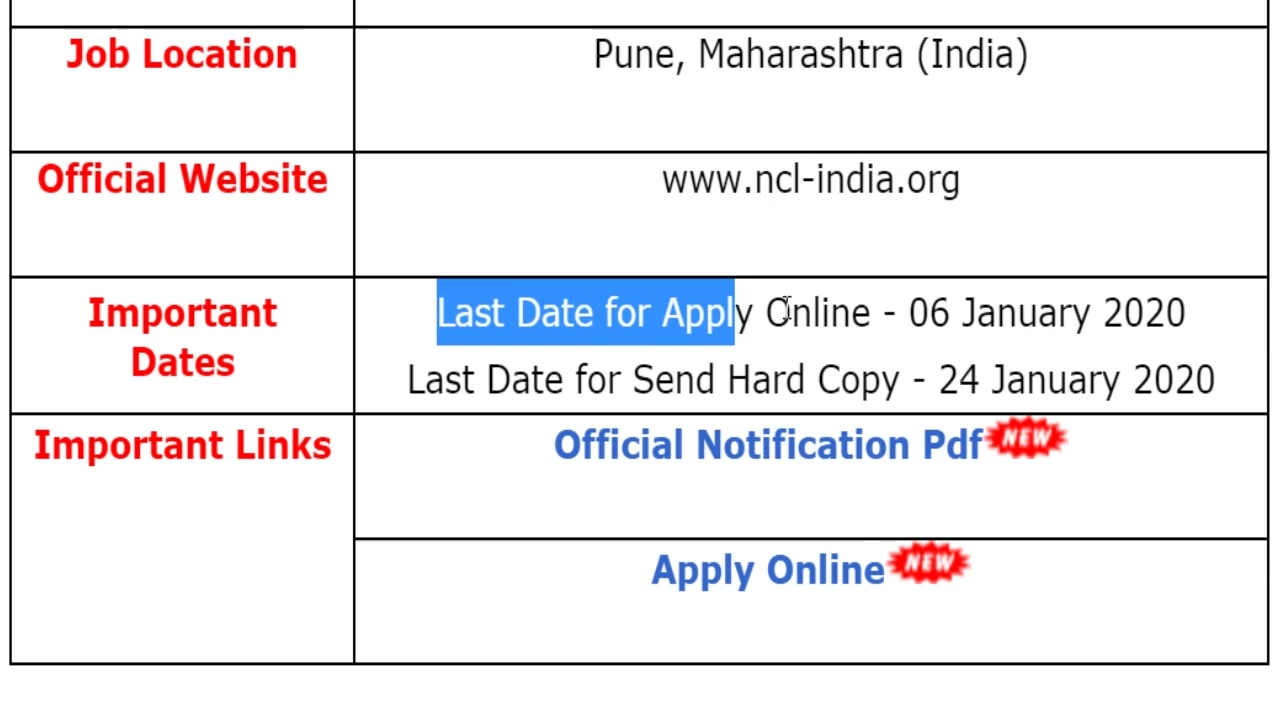 Job Location
Pune, Maharashtra (India)
Official Website
www.ncl-india.org
Important
Dates
Last Date for Apply Online - 06 January 2020
Last Date for Send Hard Copy - 24 January 2020
Important Links
Official Notification Pdf NEW
Apply Online NEW